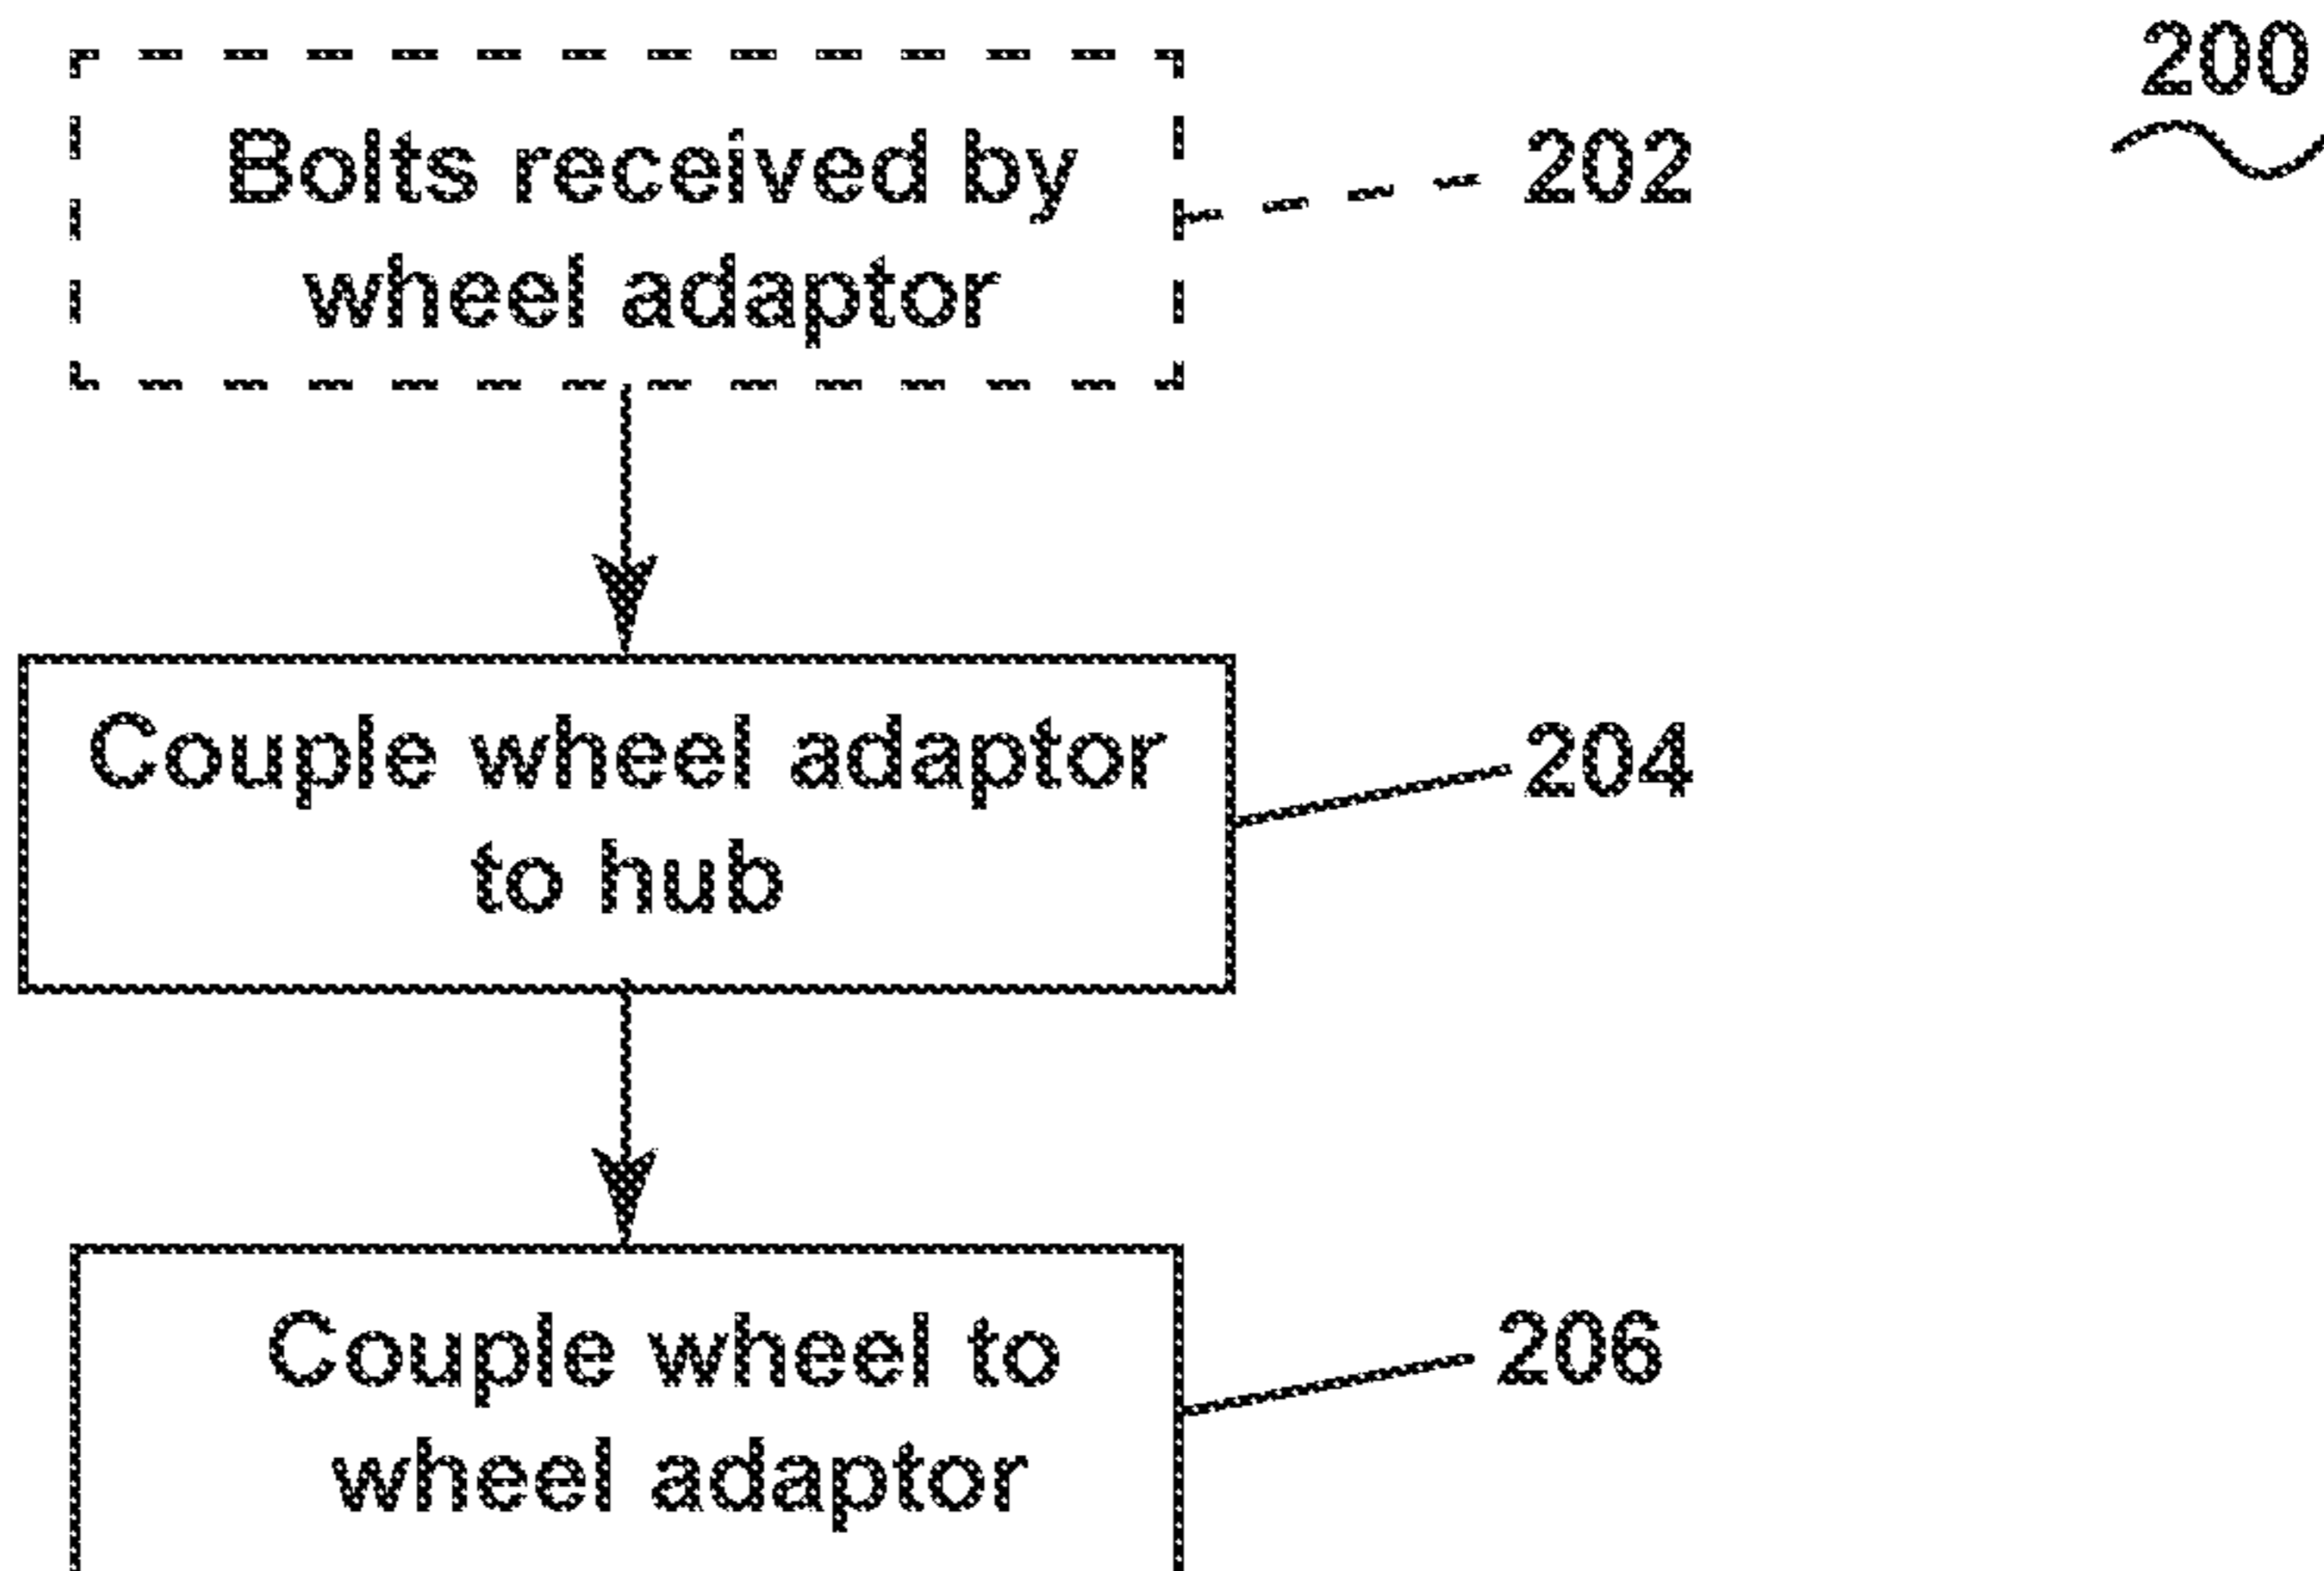 200
Bolts received by
wheel adaptor
202
Couple wheel adaptor
to hub
204
Couple wheel to
wheel adaptor
206